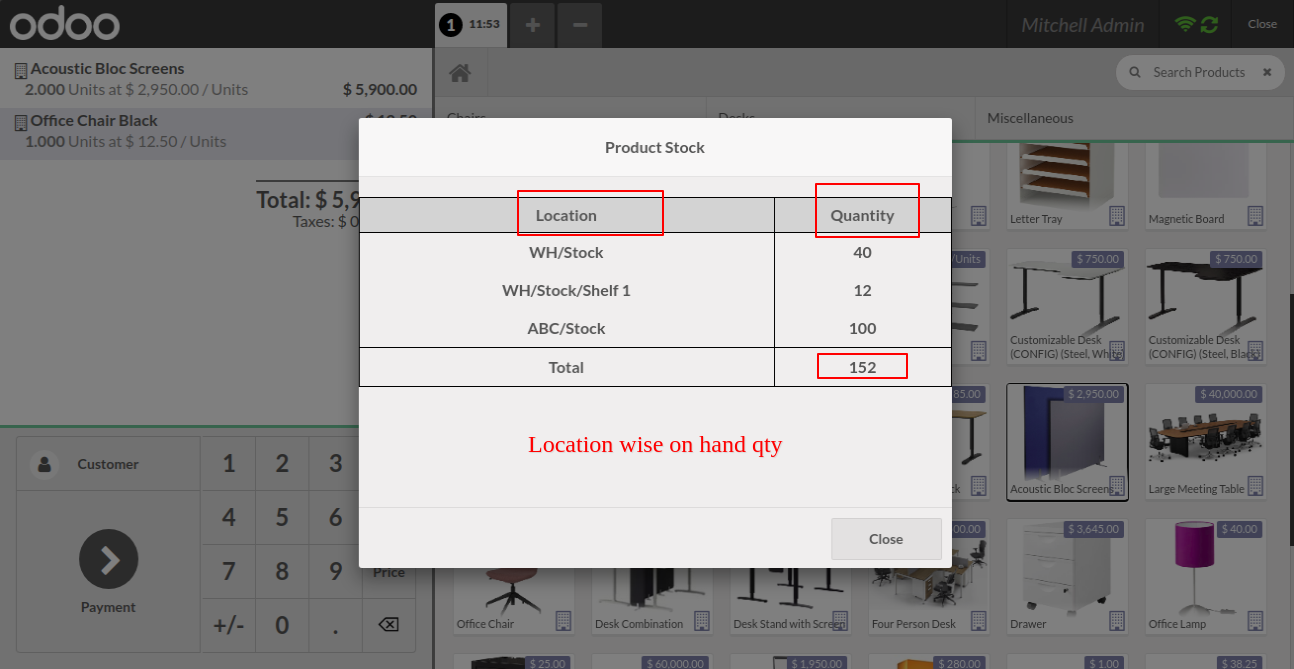 odoo
1 11:53
Mitchell Admin
Close
Acoustic Bloc Screens
2.000 Units at $ 2,950.00 / Units $ 5,900.00
Office Chair Black
1.000 Units at $ 12.50 / Units
Total: $ 5,9
Taxes: $ 0
Search Products
Chairs
Desks
Miscellaneous
Product Stock
Location Quantity
WH/Stock 40
WH/Stock/Shelf 1 12
ABC/Stock 100
Total 152
Location wise on hand qty
Close
Customer
Payment
1 2 3
4 5 6
7 8 9 Price
+/- 0 .
Letter Tray
Magnetic Board
/Units
$ 750.00
Customizable Desk
(CONFIG) (Steel, White)
$ 750.00
Customizable Desk
(CONFIG) (Steel, Black)
85.00
$ 2,950.00
Acoustic Bloc Screens
$ 40,000.00
Large Meeting Table
Office Chair
Desk Combination
Desk Stand with Screen
00.00
Four Person Desk
$ 3,645.00
Drawer
$ 40.00
Office Lamp
$ 25.00
$ 60,000.00
$ 1,950.00
$ 280.00
$ 1.00
$ 38.25